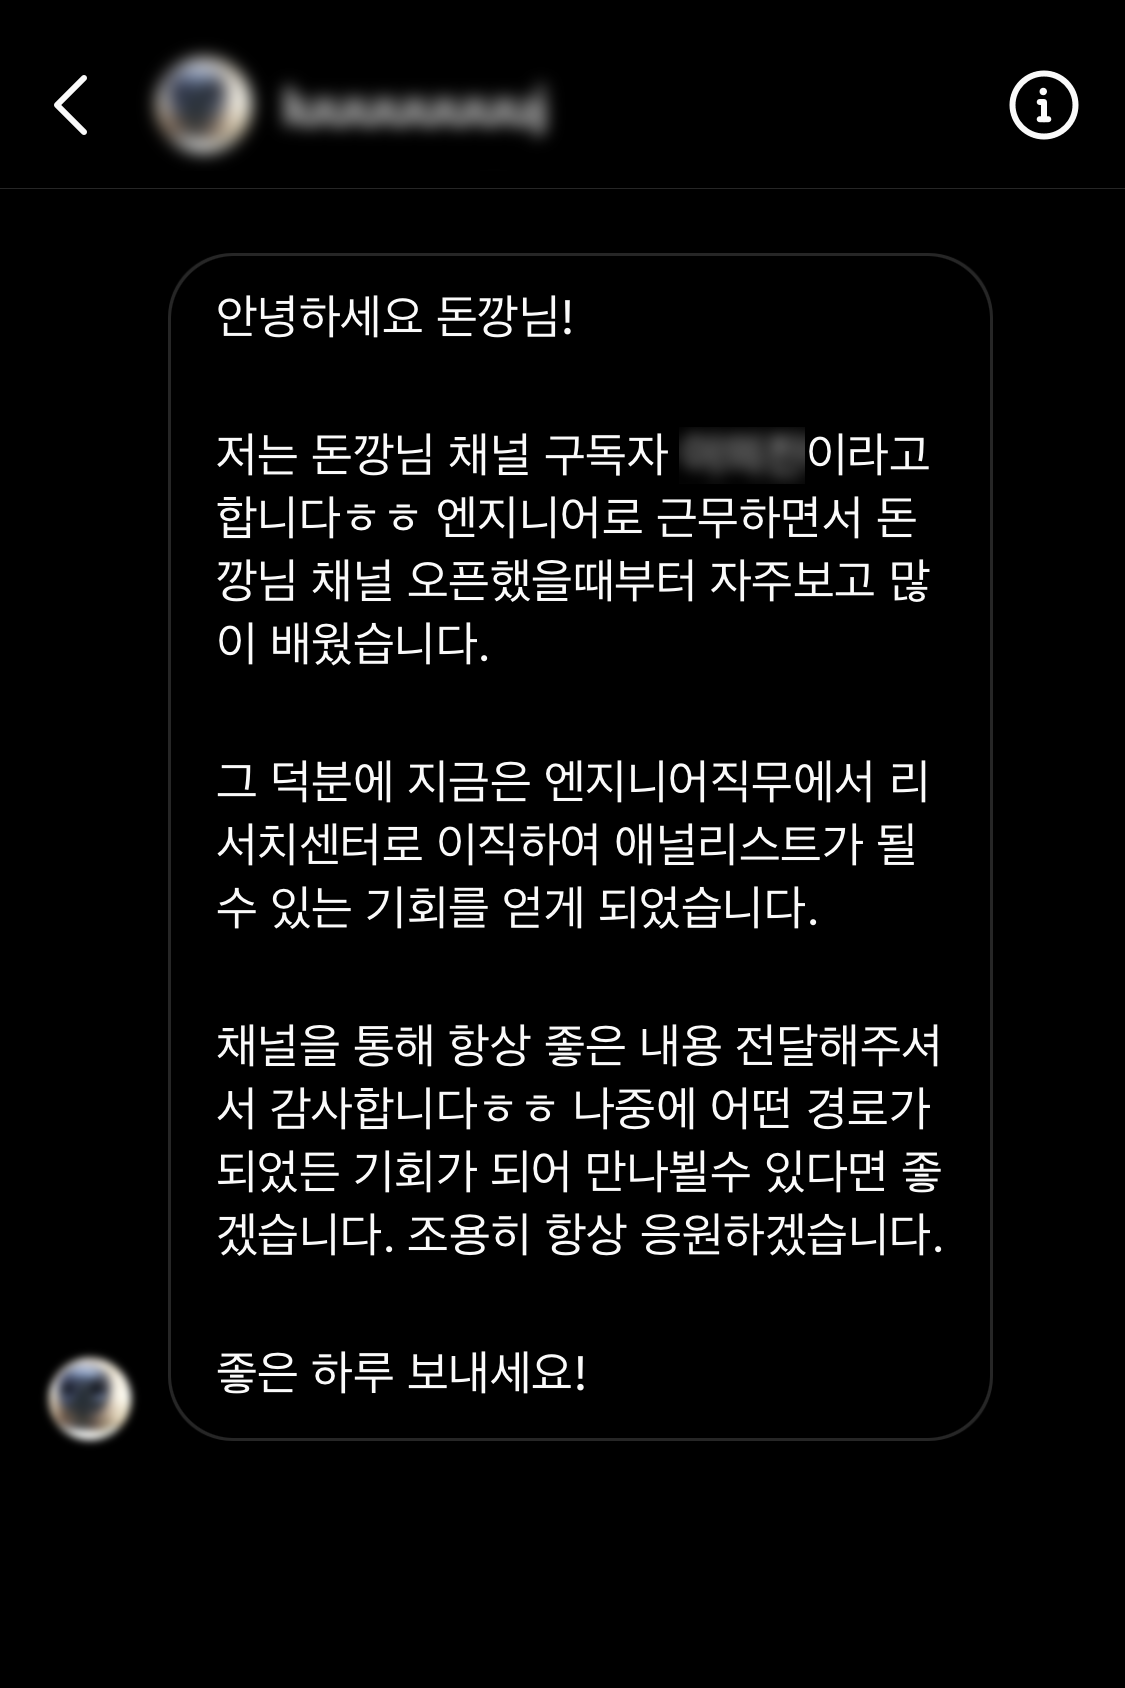 안녕하세요 돈깡님!
저는 돈깡님 채널 구독자 이라고
합니다ㅎㅎ 엔지니어로 근무하면서 돈
깡님 채널 오픈했을때부터 자주보고 많
이 배웠습니다.
그 덕분에 지금은 엔지니어직무에서 리
서치센터로 이직하여 애널리스트가 될
수 있는 기회를 얻게 되었습니다.
채널을 통해 항상 좋은 내용 전달해주셔
서 감사합니다ㅎㅎ 나중에 어떤 경로가
되었든 기회가 되어 만나뵐수 있다면 좋
겠습니다. 조용히 항상 응원하겠습니다.
좋은 하루 보내세요!